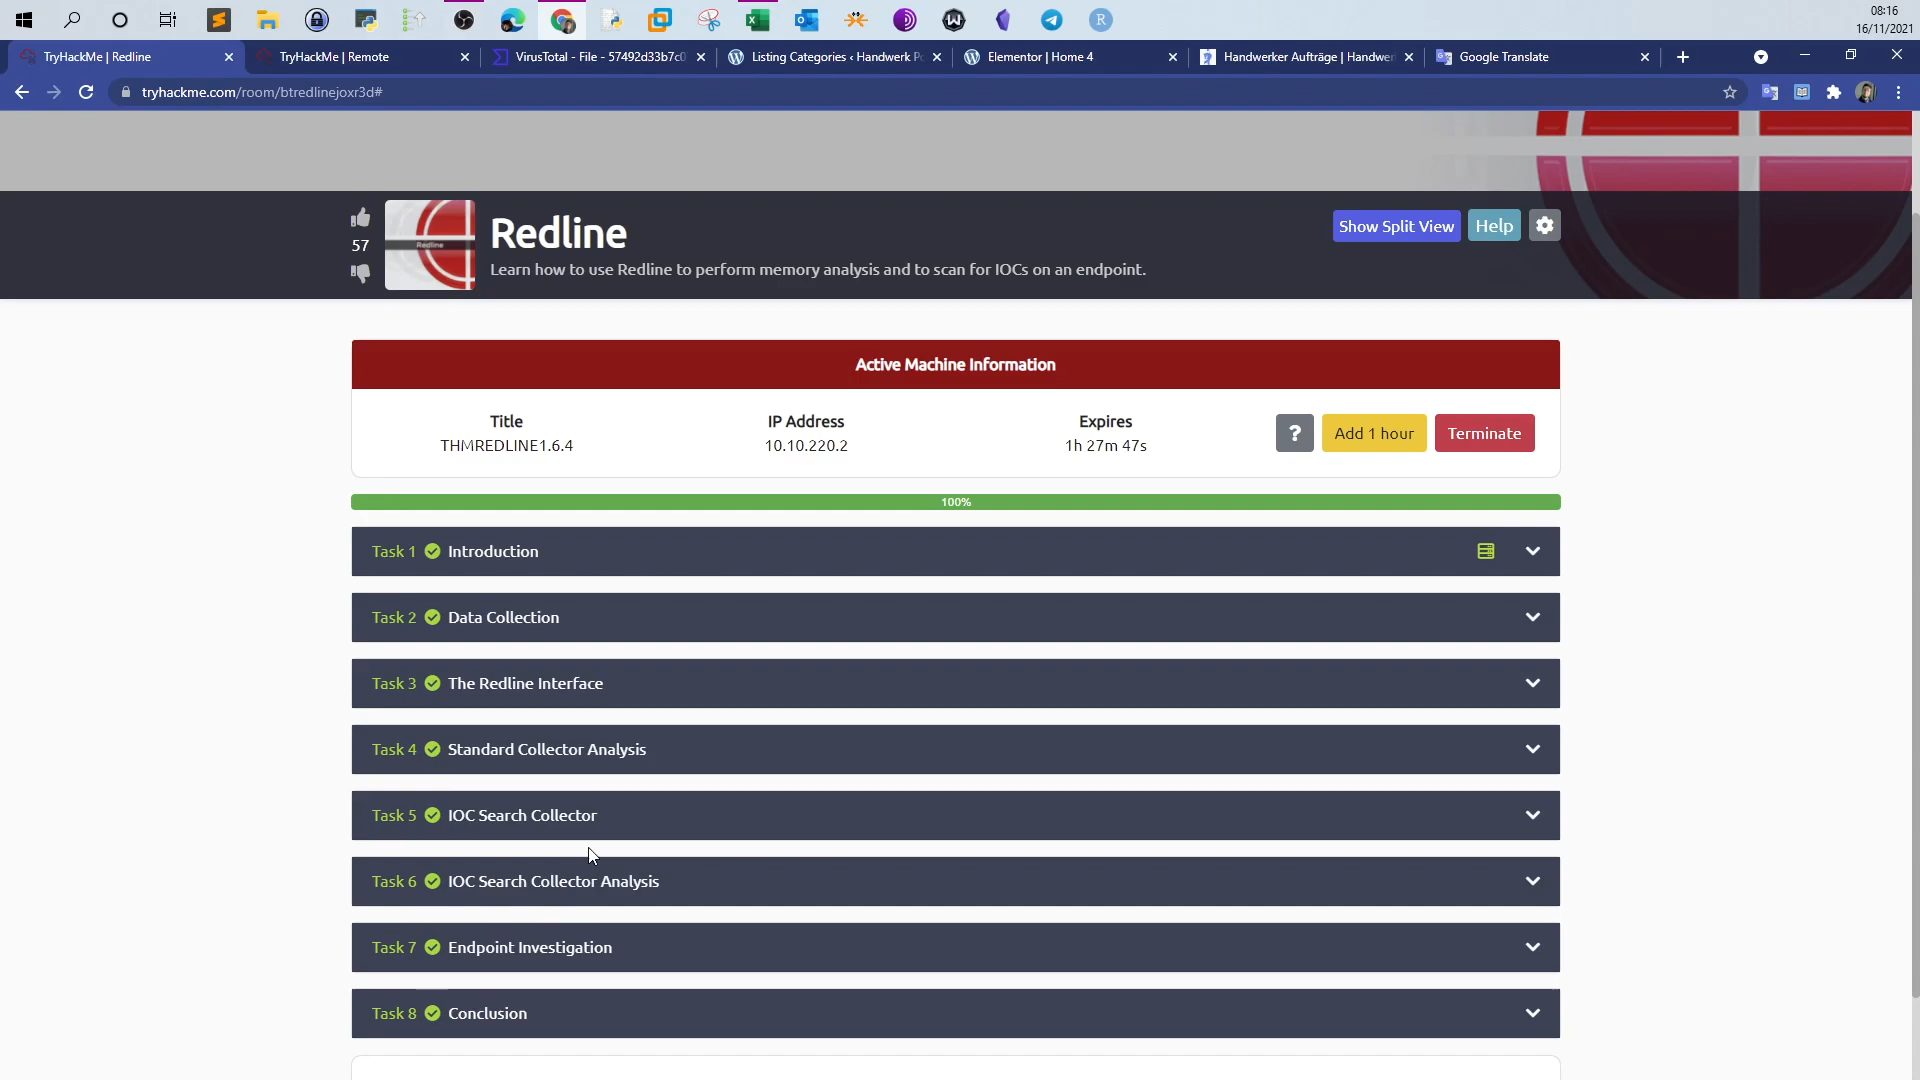 08:16
16/11/2021
TryHackMe | Redline
TryHackMe | Remote
VirusTotal - File - 57492d33b7c0
Listing Categories ‹ Handwerk Po
Elementor | Home 4
Handwerker Aufträge | Handwer
Google Translate
tryhackme.com/room/btredlinejoxr3d#
57
Redline
Redline
Learn how to use Redline to perform memory analysis and to scan for IOCs on an endpoint.
Show Split View
Help
Active Machine Information
Title
IP Address
Expires
THMREDLINE1.6.4
10.10.220.2
1h 27m 47s
?
Add 1 hour
Terminate
100%
Task 1 Introduction
Task 2 Data Collection
Task 3 The Redline Interface
Task 4 Standard Collector Analysis
Task 5 IOC Search Collector
Task 6 IOC Search Collector Analysis
Task 7 Endpoint Investigation
Task 8 Conclusion